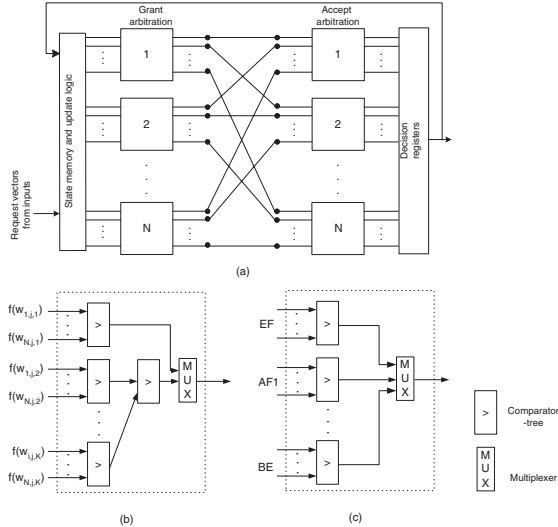 Grant
arbitration
Accept
arbitration
State memory and update logic
Request vectors
from inputs
1
2
N
1
2
N
Decision
registers
(a)
f(w1,j,1)
f(wN,j,1)
f(w1,j,2)
f(wN,j,2)
f(wi,j,K)
f(wN,j,K)
>
>
>
>
M
U
X
(b)
EF
AF1
BE
>
>
>
M
U
X
(c)
>
Comparator
-tree
M
U
X
Multiplexer